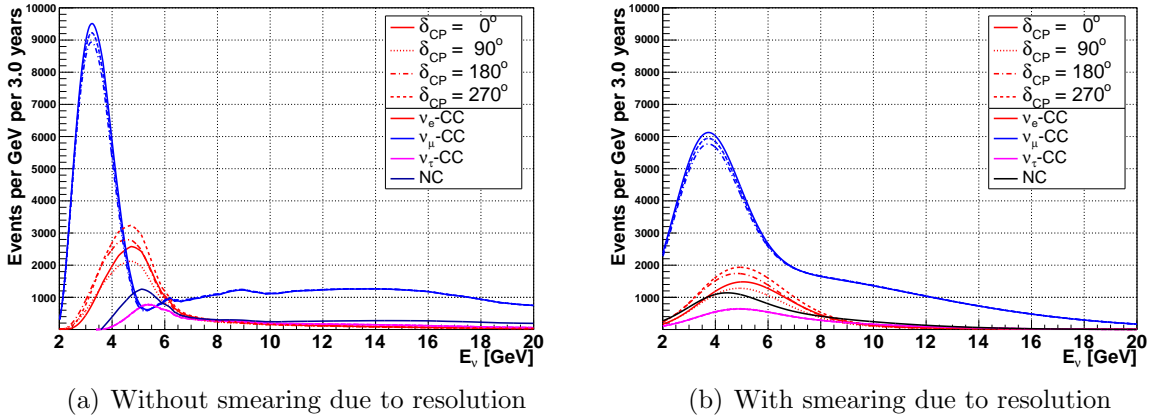 Events per GeV per 3.0 years
9000
8000
7000
6000
5000
4000
3000
2000
1000
δCP = 0°
δCP = 90°
δCP = 180°
δCP = 270°
νe-CC
νμ-CC
ντ-CC
NC
2 4 6 8 10 12 14 16 18 20
Eν [GeV]
(a) Without smearing due to resolution
Events per GeV per 3.0 years
10000
9000
8000
7000
6000
5000
4000
3000
2000
1000
δCP = 0°
δCP = 90°
δCP = 180°
δCP = 270°
νe-CC
νμ-CC
ντ-CC
NC
2 4 6 8 10 12 14 16 18 20
Eν [GeV]
(b) With smearing due to resolution